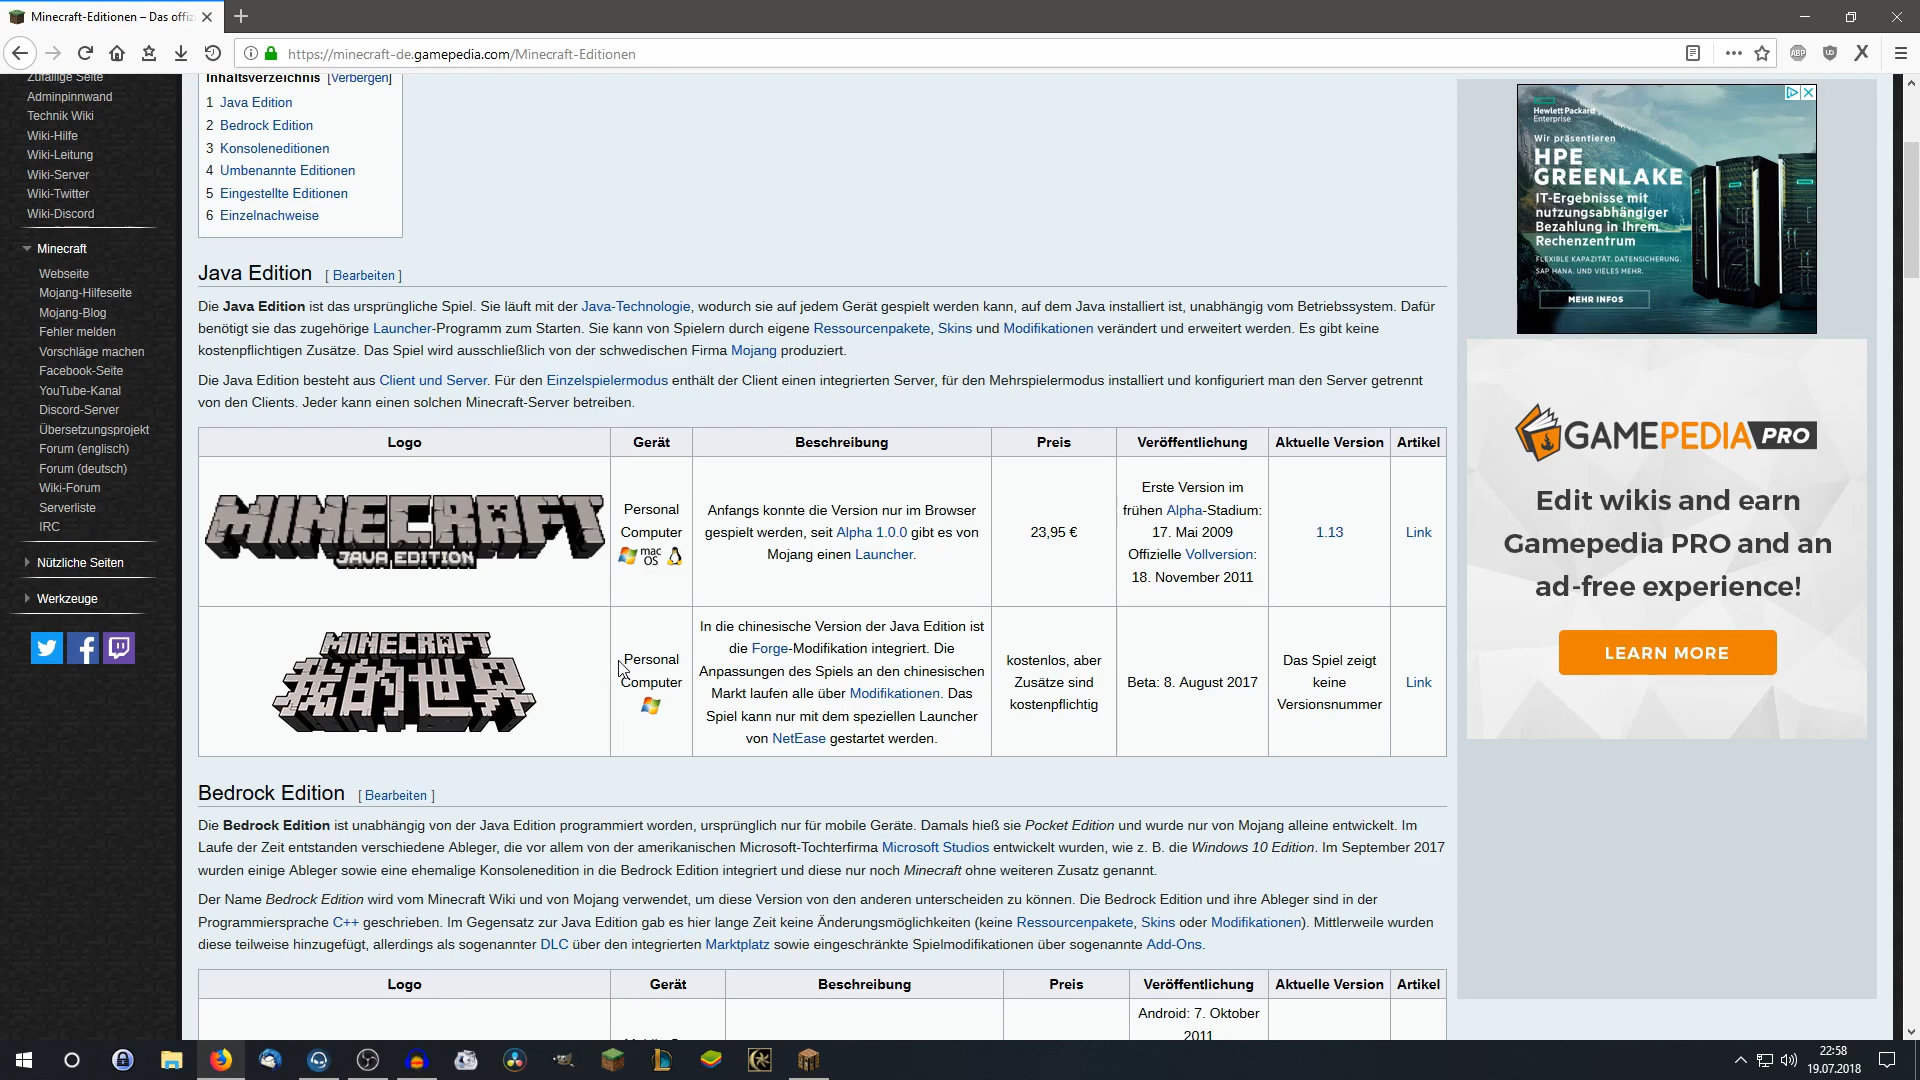 Minecraft-Editionen – Das offiz
https://minecraft-de.gamepedia.com/Minecraft-Editionen
ABP
Zufällige Seite
Adminpinnwand
Technik Wiki
Wiki-Hilfe
Wiki-Leitung
Wiki-Server
Wiki-Twitter
Wiki-Discord
Minecraft
Webseite
Mojang-Hilfeseite
Mojang-Blog
Fehler melden
Vorschläge machen
Facebook-Seite
YouTube-Kanal
Discord-Server
Übersetzungsprojekt
Forum (englisch)
Forum (deutsch)
Wiki-Forum
Serverliste
IRC
Nützliche Seiten
Werkzeuge
Inhaltsverzeichnis [Verbergen]
1 Java Edition
2 Bedrock Edition
3 Konsoleneditionen
4 Umbenannte Editionen
5 Eingestellte Editionen
6 Einzelnachweise
Java Edition [ Bearbeiten ]
Die Java Edition ist das ursprüngliche Spiel. Sie läuft mit der Java-Technologie, wodurch sie auf jedem Gerät gespielt werden kann, auf dem Java installiert ist, unabhängig vom Betriebssystem. Dafür
benötigt sie das zugehörige Launcher-Programm zum Starten. Sie kann von Spielern durch eigene Ressourcenpakete, Skins und Modifikationen verändert und erweitert werden. Es gibt keine
kostenpflichtigen Zusätze. Das Spiel wird ausschließlich von der schwedischen Firma Mojang produziert.
Die Java Edition besteht aus Client und Server. Für den Einzelspielermodus enthält der Client einen integrierten Server, für den Mehrspielermodus installiert und konfiguriert man den Server getrennt
von den Clients. Jeder kann einen solchen Minecraft-Server betreiben.
Logo Gerät Beschreibung Preis Veröffentlichung Aktuelle Version Artikel
MINECRAFT
JAVA EDITION
Personal
Computer
mac
OS
Anfangs konnte die Version nur im Browser
gespielt werden, seit Alpha 1.0.0 gibt es von
Mojang einen Launcher.
23,95 €
Erste Version im
frühen Alpha-Stadium:
17. Mai 2009
Offizielle Vollversion:
18. November 2011
1.13
Link
MINECRAFT
我的世界
Personal
Computer
In die chinesische Version der Java Edition ist
die Forge-Modifikation integriert. Die
Anpassungen des Spiels an den chinesischen
Markt laufen alle über Modifikationen. Das
Spiel kann nur mit dem speziellen Launcher
von NetEase gestartet werden.
kostenlos, aber
Zusätze sind
kostenpflichtig
Beta: 8. August 2017
Das Spiel zeigt
keine
Versionsnummer
Link
Bedrock Edition [ Bearbeiten ]
Die Bedrock Edition ist unabhängig von der Java Edition programmiert worden, ursprünglich nur für mobile Geräte. Damals hieß sie Pocket Edition und wurde nur von Mojang alleine entwickelt. Im
Laufe der Zeit entstanden verschiedene Ableger, die vor allem von der amerikanischen Microsoft-Tochterfirma Microsoft Studios entwickelt wurden, wie z. B. die Windows 10 Edition. Im September 2017
wurden einige Ableger sowie eine ehemalige Konsolenedition in die Bedrock Edition integriert und diese nur noch Minecraft ohne weiteren Zusatz genannt.
Der Name Bedrock Edition wird vom Minecraft Wiki und von Mojang verwendet, um diese Version von den anderen unterscheiden zu können. Die Bedrock Edition und ihre Ableger sind in der
Programmiersprache C++ geschrieben. Im Gegensatz zur Java Edition gab es hier lange Zeit keine Änderungsmöglichkeiten (keine Ressourcenpakete, Skins oder Modifikationen). Mittlerweile wurden
diese teilweise hinzugefügt, allerdings als sogenannter DLC über den integrierten Marktplatz sowie eingeschränkte Spielmodifikationen über sogenannte Add-Ons.
Logo Gerät Beschreibung Preis Veröffentlichung Aktuelle Version Artikel
Android: 7. Oktober
2011
Hewlett Packard
Enterprise
Wir präsentieren
HPE
GREENLAKE
IT-Ergebnisse mit
nutzungsabhängiger
Bezahlung in Ihrem
Rechenzentrum
FLEXIBLE KAPAZITÄT. DATENSICHERUNG.
SAP HANA. UND VIELES MEHR.
MEHR INFOS
GAMEPEDIA PRO
Edit wikis and earn
Gamepedia PRO and an
ad-free experience!
LEARN MORE
22:58
19.07.2018